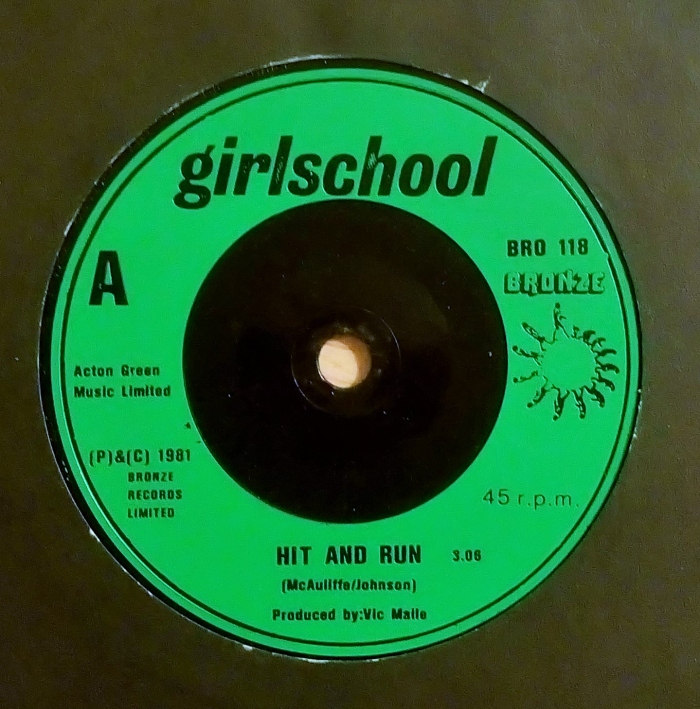 girlschool
A
BRO 118
BRONZE
Acton Green
Music Limited
(P)&(C) 1981
BRONZE
RECORDS
LIMITED
45 r.p.m.
HIT AND RUN 3.06
(McAuliffe/Johnson)
Produced by:Vic Maile